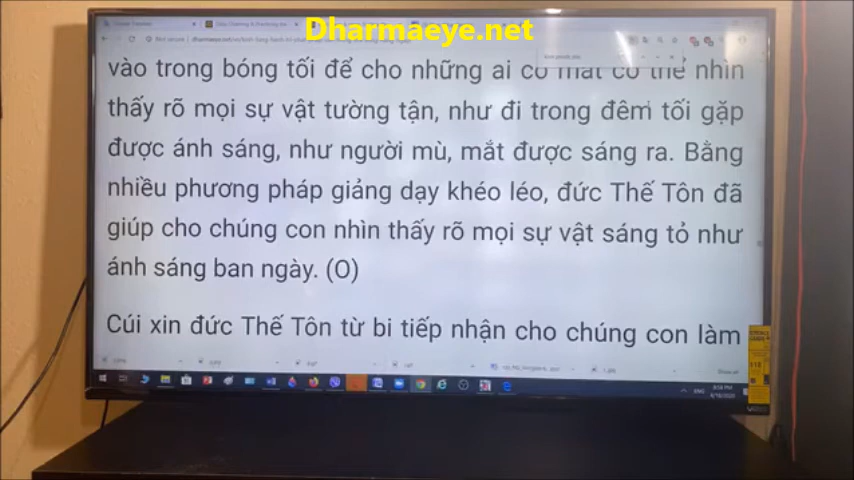 Dharmaeye.net
vào trong bóng tối để cho những ai có mắt có thể nhìn
thấy rõ mọi sự vật tường tận, như đi trong đêm tối gặp
được ánh sáng, như người mù, mắt được sáng ra. Bằng
nhiều phương pháp giảng dạy khéo léo, đức Thế Tôn đã
giúp cho chúng con nhìn thấy rõ mọi sự vật sáng tỏ như
ánh sáng ban ngày. (O)
Cúi xin đức Thế Tôn từ bi tiếp nhận cho chúng con làm